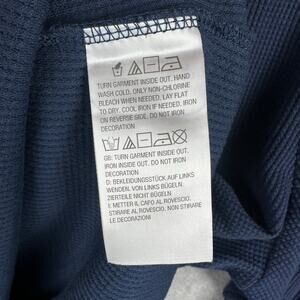 TURN GARMENT INSIDE OUT. HAND
WASH COLD. ONLY NON-CHLORINE
BLEACH WHEN NEEDED. LAY FLAT
TO DRY. COOL IRON IF NEEDED. IRON
ON REVERSE SIDE. DO NOT IRON
DECORATION
GB: TURN GARMENT INSIDE OUT.
IRON INSIDE OUT. DO NOT IRON
DECORATION
D: BEKLEIDUNGSSTÜCK AUF LINKS
WENDEN. VON LINKS BÜGELN.
ZIERTEILE NICHT BÜGELN
E METTER IL CAPO AL ROVESCIO.
STIRARE AL ROVESCIO. NON STIRARE
LE DECORAZIONI